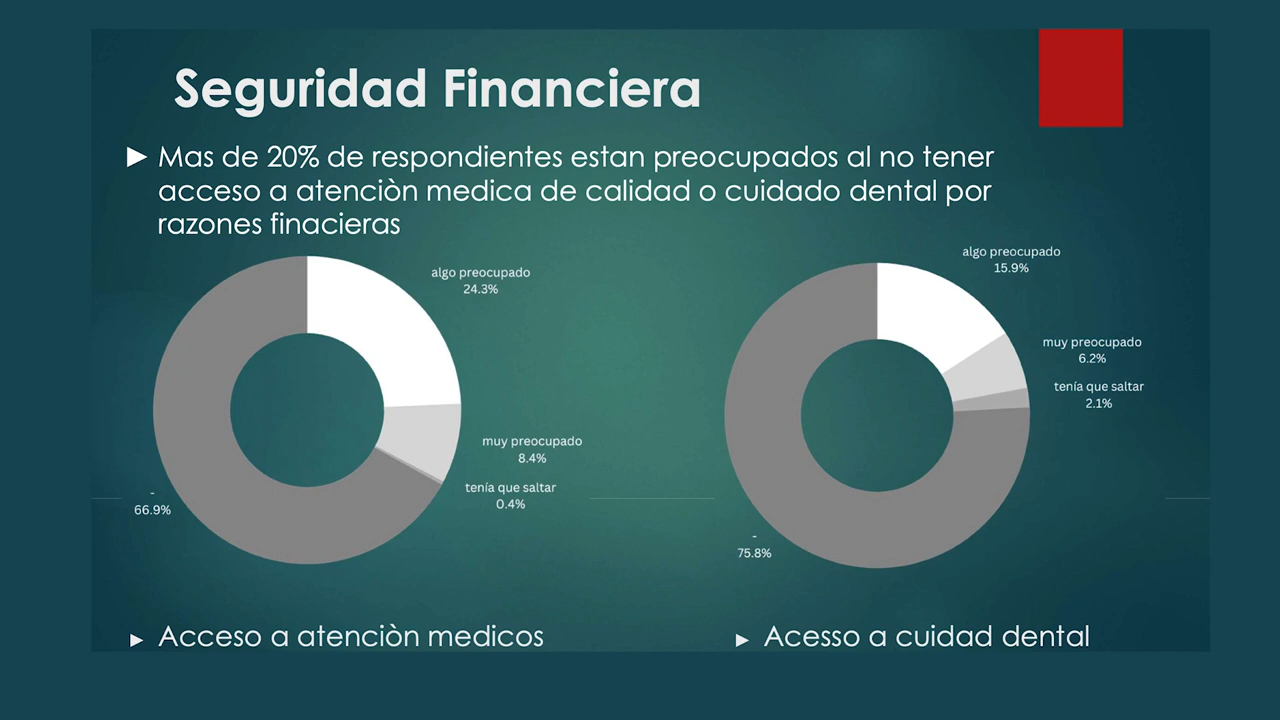 Seguridad Financiera
► Mas de 20% de respondientes estan preocupados al no tener
acceso a atenciòn medica de calidad o cuidado dental por
razones finacieras
algo preocupado
24.3%
muy preocupado
8.4%
tenía que saltar
0.4%
-
66.9%
algo preocupado
15.9%
muy preocupado
6.2%
tenía que saltar
2.1%
-
75.8%
► Acceso a atenciòn medicos
► Acesso a cuidad dental